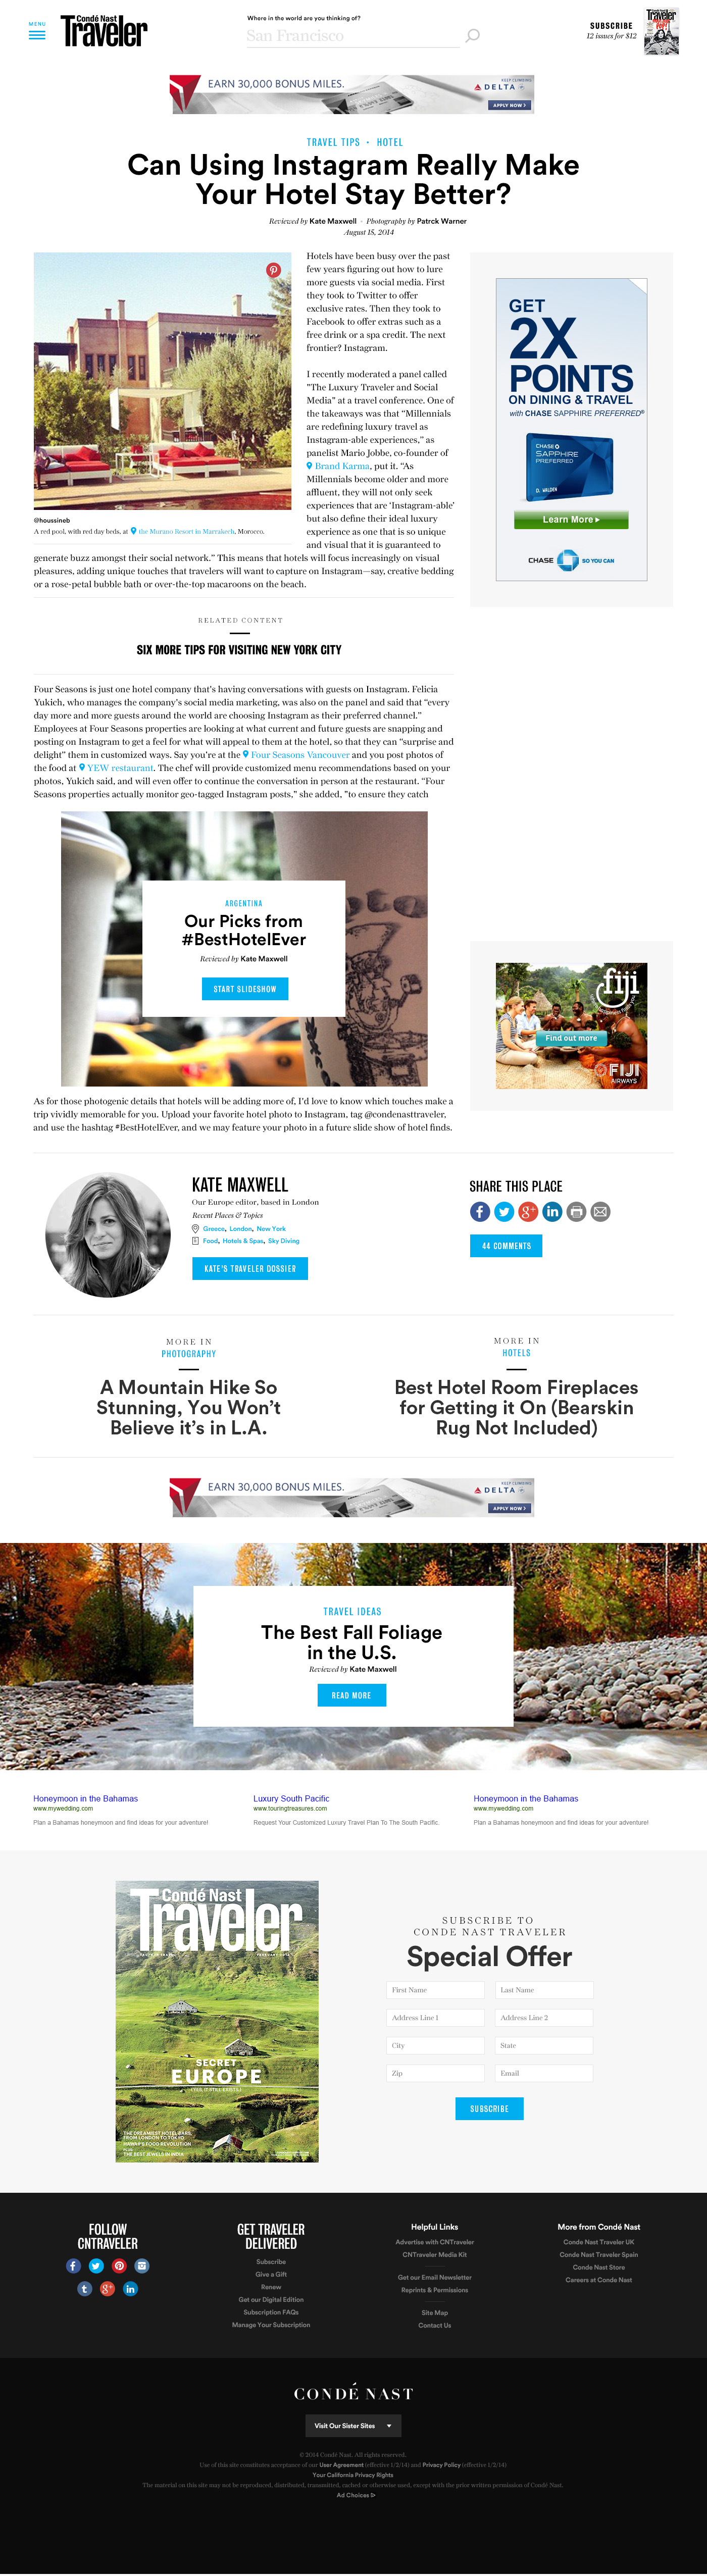 MENU
Condé Nast
Traveler
Where in the world are you thinking of?
San Francisco
SUBSCRIBE
12 issues for $12
Traveler
EARN 30,000 BONUS MILES.
KEEP CLIMBING
DELTA
APPLY NOW >
TRAVEL TIPS • HOTEL
Can Using Instagram Really Make
Your Hotel Stay Better?
Reviewed by Kate Maxwell · Photography by Patrck Warner
August 15, 2014
@houssineb
A red pool, with red day beds, at the Murano Resort in Marrakech, Morocco.
Hotels have been busy over the past
few years figuring out how to lure
more guests via social media. First
they took to Twitter to offer
exclusive rates. Then they took to
Facebook to offer extras such as a
free drink or a spa credit. The next
frontier? Instagram.
I recently moderated a panel called
"The Luxury Traveler and Social
Media" at a travel conference. One of
the takeaways was that “Millennials
are redefining luxury travel as
Instagram-able experiences,” as
panelist Mario Jobbe, co-founder of
Brand Karma, put it. “As
Millennials become older and more
affluent, they will not only seek
experiences that are ‘Instagram-able’
but also define their ideal luxury
experience as one that is so unique
and visual that is is guaranteed to
generate buzz amongst their social network.” This means that hotels will focus increasingly on visual
pleasures, adding unique touches that travelers will want to capture on Instagram—say, creative bedding
or a rose-petal bubble bath or over-the-top macaroons on the beach.
GET
2X
POINTS
ON DINING & TRAVEL
with CHASE SAPPHIRE PREFERRED®
CHASE
SAPPHIRE
PREFERRED
D. WALDEN
Learn More
CHASE SO YOU CAN
RELATED CONTENT
SIX MORE TIPS FOR VISITING NEW YORK CITY
Four Seasons is just one hotel company that’s having conversations with guests on Instagram. Felicia
Yukich, who manages the company’s social media marketing, was also on the panel and said that “every
day more and more guests around the world are choosing Instagram as their preferred channel.”
Employees at Four Seasons properties are looking at what current and future guests are snapping and
posting on Instagram to get a feel for what will appeal to them at the hotel, so that they can “surprise and
delight” them in customized ways. Say you’re at the Four Seasons Vancouver and you post photos of
the food at YEW restaurant. The chef will provide customized menu recommendations based on your
photos, Yukich said, and will even offer to continue the conversation in person at the restaurant. “Four
Seasons properties actually monitor geo-tagged Instagram posts,” she added, "to ensure they catch
ARGENTINA
Our Picks from
#BestHotelEver
Reviewed by Kate Maxwell
START SLIDESHOW
fiji
Find out more
FIJI
AIRWAYS
As for those photogenic details that hotels will be adding more of, I’d love to know which touches make a
trip vividly memorable for you. Upload your favorite hotel photo to Instagram, tag @condenasttraveler,
and use the hashtag #BestHotelEver, and we may feature your photo in a future slide show of hotel finds.
KATE MAXWELL
Our Europe editor, based in London
Recent Places & Topics
Greece, London, New York
Food, Hotels & Spas, Sky Diving
KATE'S TRAVELER DOSSIER
SHARE THIS PLACE
44 COMMENTS
MORE IN
PHOTOGRAPHY
A Mountain Hike So
Stunning, You Won’t
Believe it’s in L.A.
MORE IN
HOTELS
Best Hotel Room Fireplaces
for Getting it On (Bearskin
Rug Not Included)
EARN 30,000 BONUS MILES.
KEEP CLIMBING
DELTA
APPLY NOW >
TRAVEL IDEAS
The Best Fall Foliage
in the U.S.
Reviewed by Kate Maxwell
READ MORE
Honeymoon in the Bahamas
www.mywedding.com
Plan a Bahamas honeymoon and find ideas for your adventure!
Luxury South Pacific
www.touringtreasures.com
Request Your Customized Luxury Travel Plan To The South Pacific.
Honeymoon in the Bahamas
www.mywedding.com
Plan a Bahamas honeymoon and find ideas for your adventure!
Condé Nast
Traveler
SECRET
EUROPE
(YES, IT STILL EXISTS)
THE DREAMIEST HOTEL BARS,
FROM LONDON TO TOKYO
HAWAII'S FOOD REVOLUTION
THE BEST JEWELS IN INDIA
SUBSCRIBE TO
CONDE NAST TRAVELER
Special Offer
First Name
Last Name
Address Line 1
Address Line 2
City
State
Zip
Email
SUBSCRIBE
FOLLOW
CNTRAVELER
GET TRAVELER
DELIVERED
Subscribe
Give a Gift
Renew
Get our Digital Edition
Subscription FAQs
Manage Your Subscription
Helpful Links
Advertise with CNTraveler
CNTraveler Media Kit
Get our Email Newsletter
Reprints & Permissions
Site Map
Contact Us
More from Condé Nast
Conde Nast Traveler UK
Conde Nast Traveler Spain
Conde Nast Store
Careers at Conde Nast
CONDÉ NAST
Visit Our Sister Sites
© 2014 Condé Nast. All rights reserved.
Use of this site constitutes acceptance of our User Agreement (effective 1/2/14) and Privacy Policy (effective 1/2/14)
Your California Privacy Rights
The material on this site may not be reproduced, distributed, transmitted, cached or otherwise used, except with the prior written permission of Condé Nast.
Ad Choices